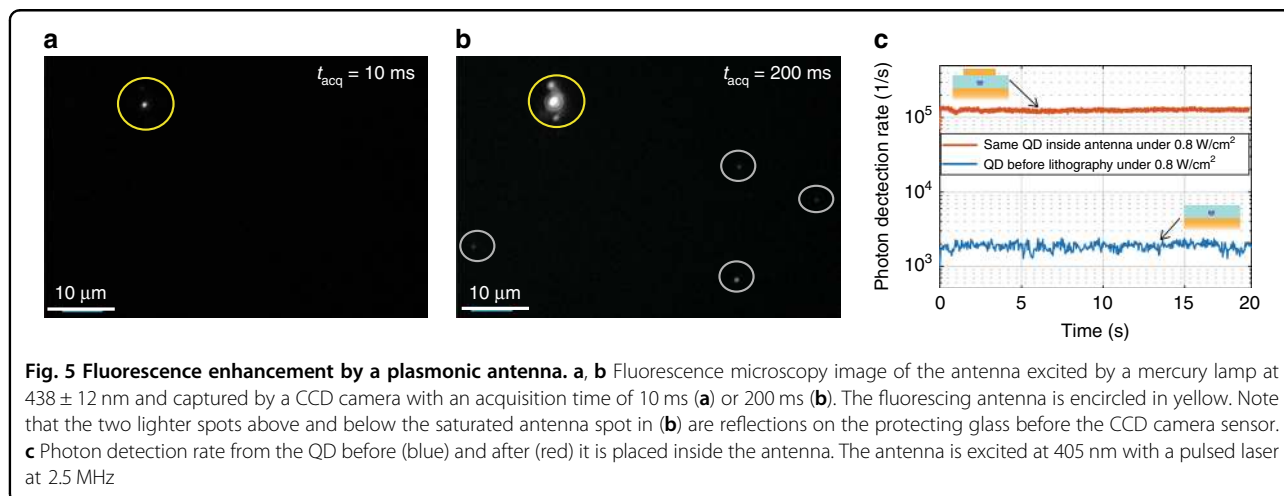 a
t_acq = 10 ms
10 μm
b
t_acq = 200 ms
10 μm
c
Photon dectection rate (1/s)
10^5
10^4
10^3
Same QD inside antenna under 0.8 W/cm^2
QD before lithography under 0.8 W/cm^2
0 5 10 15 20
Time (s)
Fig. 5 Fluorescence enhancement by a plasmonic antenna. a, b Fluorescence microscopy image of the antenna excited by a mercury lamp at
438 ± 12 nm and captured by a CCD camera with an acquisition time of 10 ms (a) or 200 ms (b). The fluorescing antenna is encircled in yellow. Note
that the two lighter spots above and below the saturated antenna spot in (b) are reflections on the protecting glass before the CCD camera sensor.
c Photon detection rate from the QD before (blue) and after (red) it is placed inside the antenna. The antenna is excited at 405 nm with a pulsed laser
at 2.5 MHz